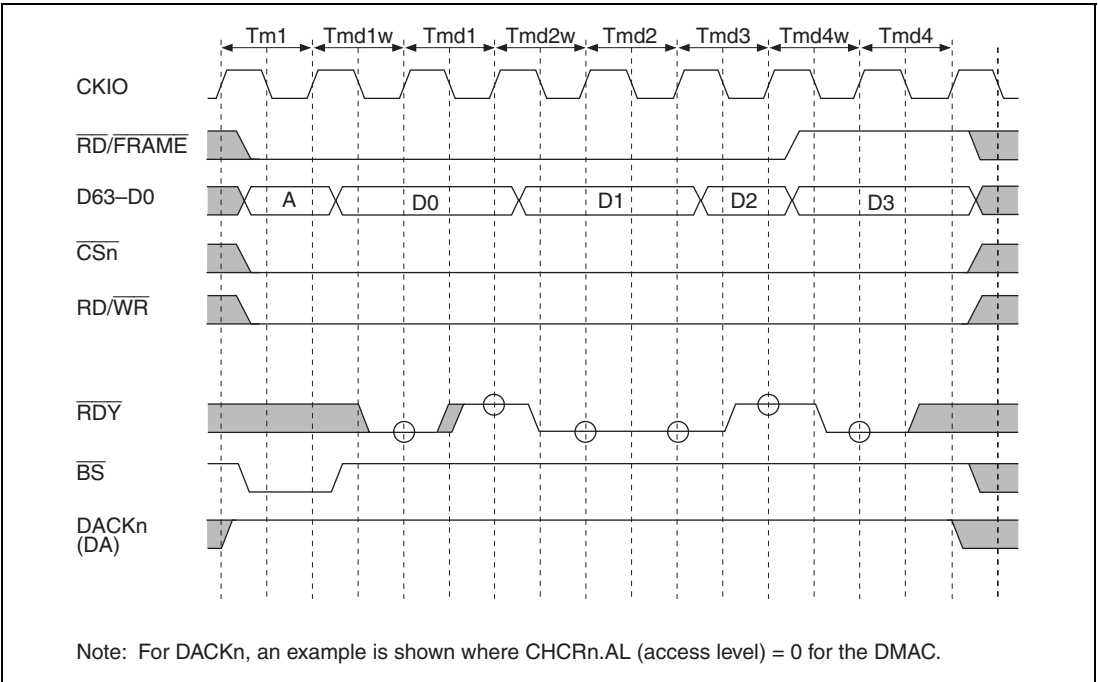 Tm1 Tmd1w Tmd1 Tmd2w Tmd2 Tmd3 Tmd4w Tmd4
CKIO
RD/FRAME
D63–D0 A D0 D1 D2 D3
CSn
RD/WR
RDY
BS
DACKn
(DA)
Note: For DACKn, an example is shown where CHCRn.AL (access level) = 0 for the DMAC.